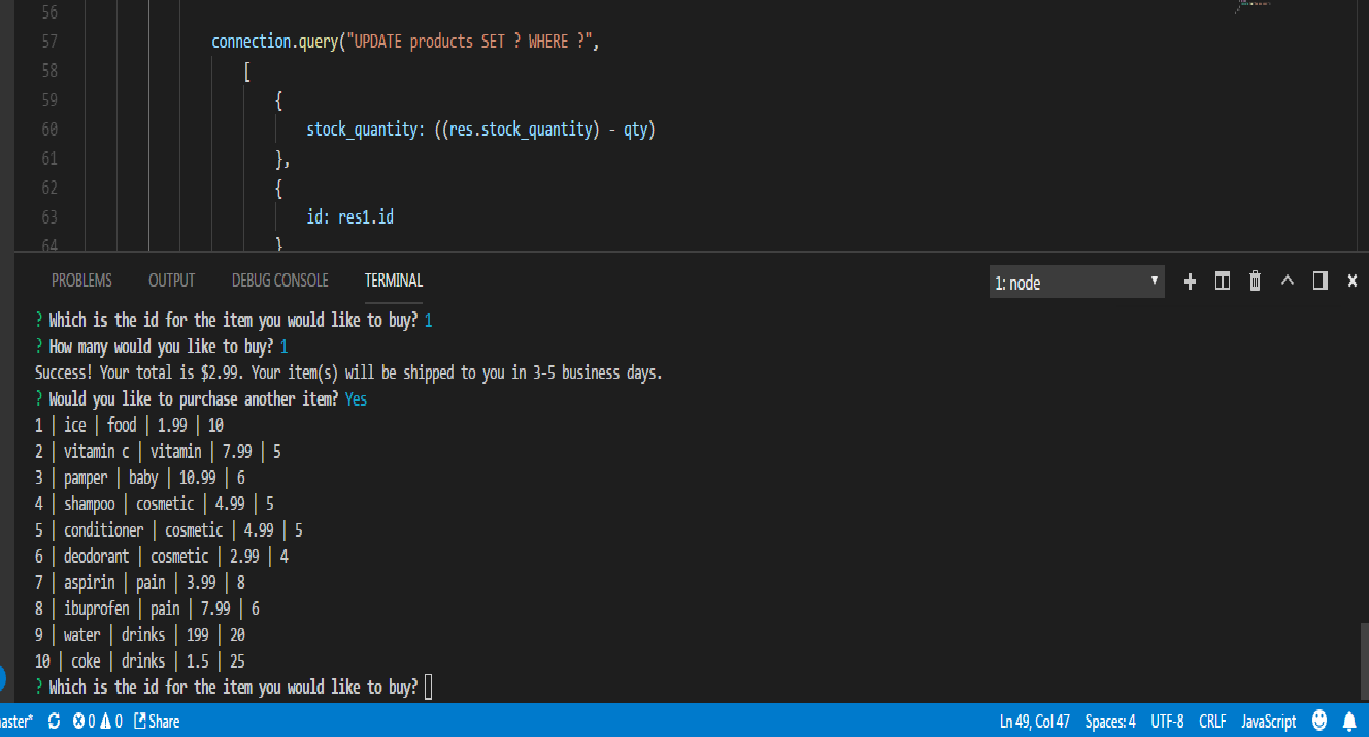 56
57 connection.query("UPDATE products SET ? WHERE ?",
58 [
59 {
60 stock_quantity: ((res.stock_quantity) - qty)
61 },
62 {
63 id: res1.id
64 }
PROBLEMS OUTPUT DEBUG CONSOLE TERMINAL 1: node
? Which is the id for the item you would like to buy? 1
? How many would you like to buy? 1
Success! Your total is $2.99. Your item(s) will be shipped to you in 3-5 business days.
? Would you like to purchase another item? Yes
1 | ice | food | 1.99 | 10
2 | vitamin c | vitamin | 7.99 | 5
3 | pamper | baby | 10.99 | 6
4 | shampoo | cosmetic | 4.99 | 5
5 | conditioner | cosmetic | 4.99 | 5
6 | deodorant | cosmetic | 2.99 | 4
7 | aspirin | pain | 3.99 | 8
8 | ibuprofen | pain | 7.99 | 6
9 | water | drinks | 199 | 20
10 | coke | drinks | 1.5 | 25
? Which is the id for the item you would like to buy?
aster* 0 0 Share Ln 49, Col 47 Spaces: 4 UTF-8 CRLF JavaScript